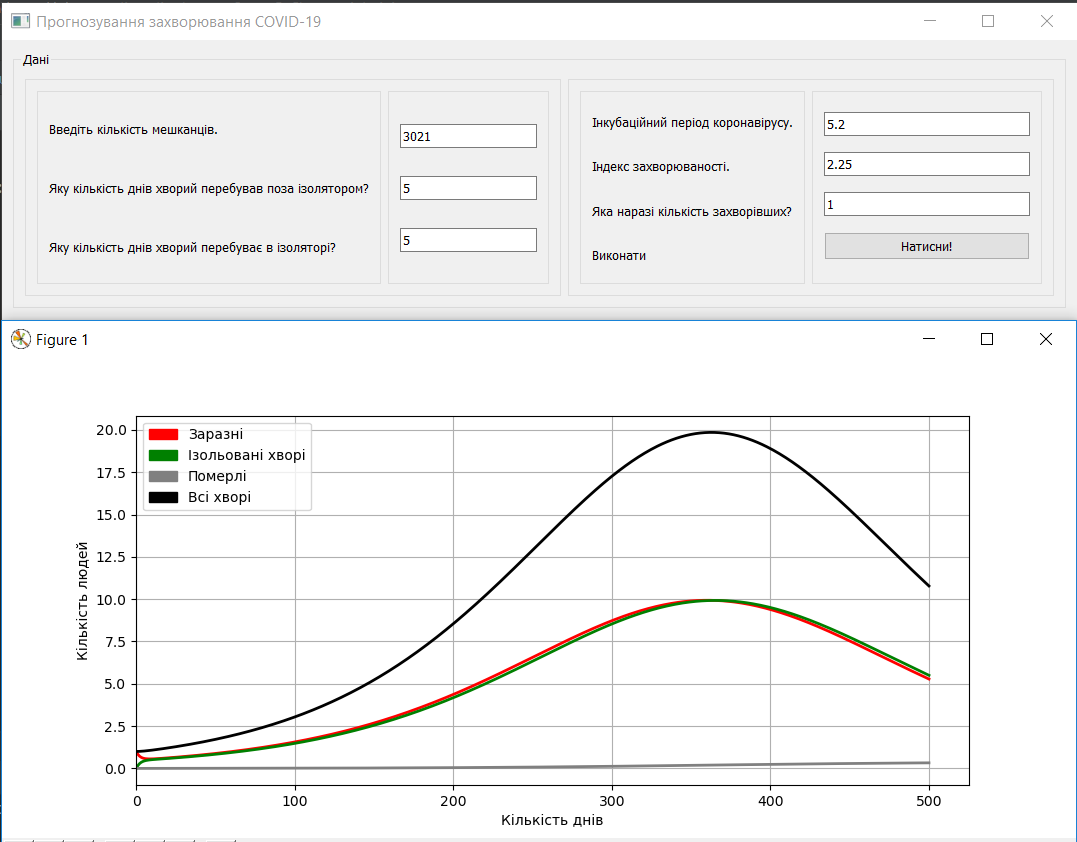 Прогнозування захворювання COVID-19
Дані
Введіть кількість мешканців.
3021
Яку кількість днів хворий перебував поза ізолятором?
5
Яку кількість днів хворий перебуває в ізоляторі?
5
Інкубаційний період коронавірусу.
5.2
Індекс захворюваності.
2.25
Яка наразі кількість захворівших?
1
Виконати
Натисни!
Figure 1
Заразні
Ізольовані хворі
Померлі
Всі хворі
Кількість людей
20.0
17.5
15.0
12.5
10.0
7.5
5.0
2.5
0.0
0
100
200
300
400
500
Кількість днів